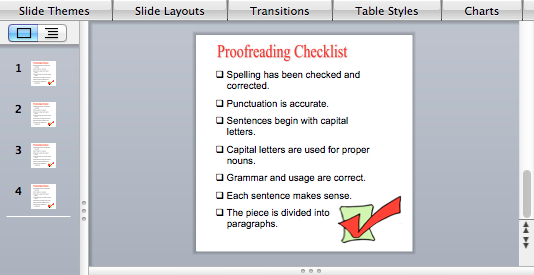 Slide Themes Slide Layouts Transitions Table Styles Charts
1
2
3
4
Proofreading Checklist
❑ Spelling has been checked and
corrected.
❑ Punctuation is accurate.
❑ Sentences begin with capital
letters.
❑ Capital letters are used for proper
nouns.
❑ Grammar and usage are correct.
❑ Each sentence makes sense.
❑ The piece is divided into
paragraphs.